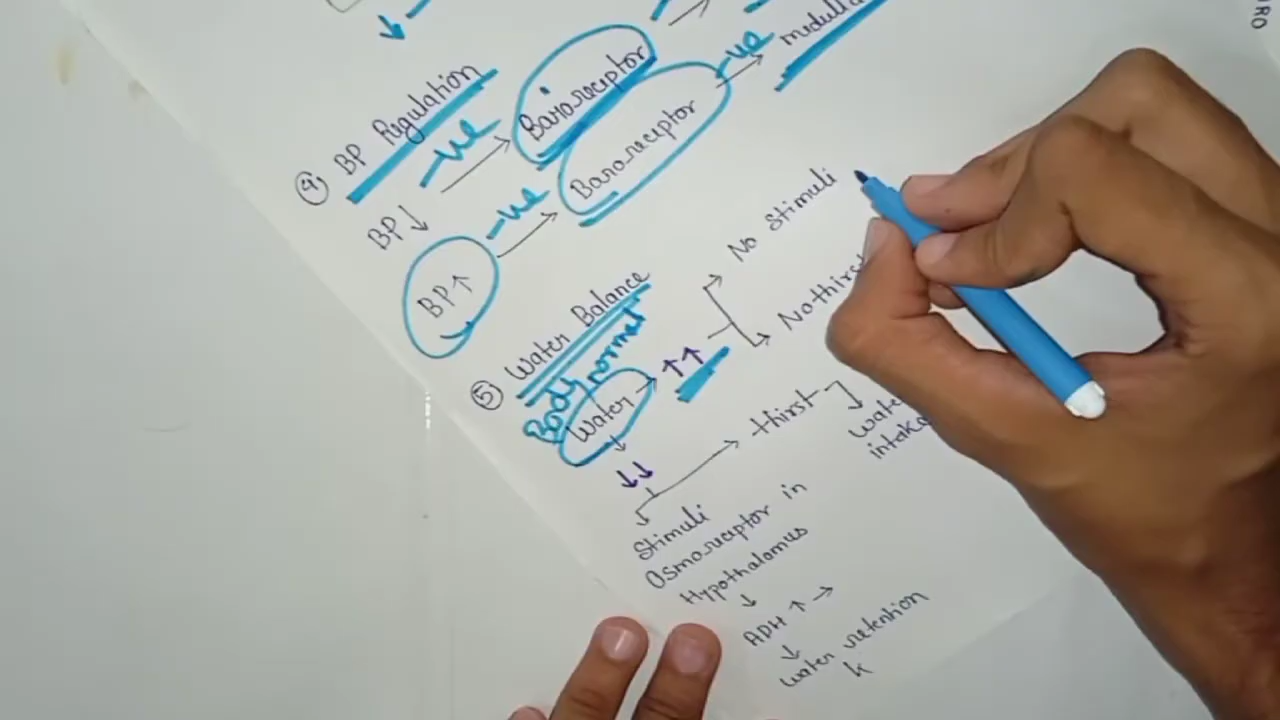 ④ BP Regulation
BP↓ -ve → Baroreceptor -ve → medulla
BP↑ -ve → Baroreceptor
⑤ Water Balance
Body normal
Water → ↑↑
No Stimuli
No thirst
↓↓
thirst
water
intake
Stimuli
Osmoreceptor in
Hypothalamus
↓
ADH ↑ →
↓
Water retention
k
URO